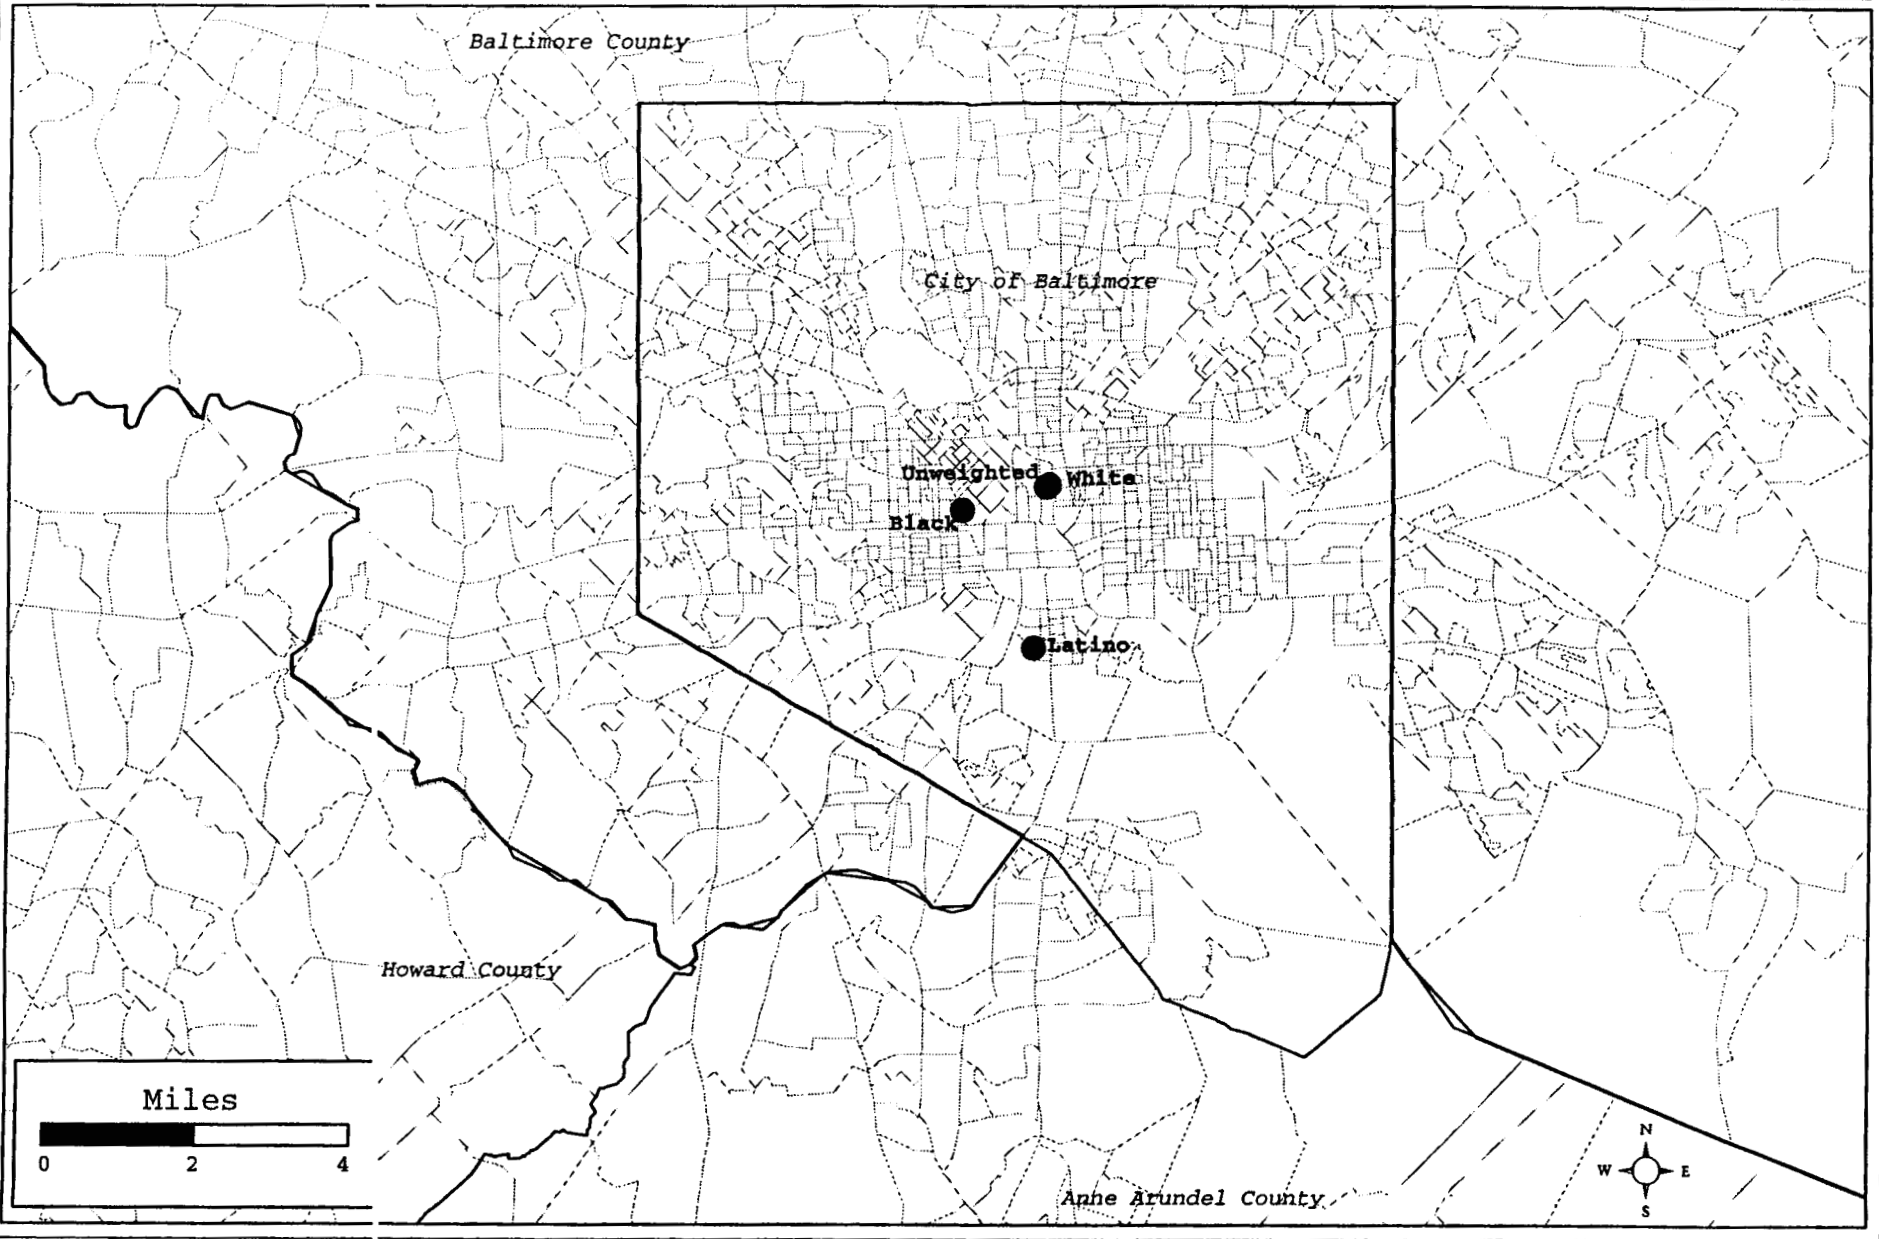 Baltimore County
City of Baltimore
Unweighted White
Black
Latino
Howard County
Miles
0 2 4
N
W E
S
Anne Arundel County